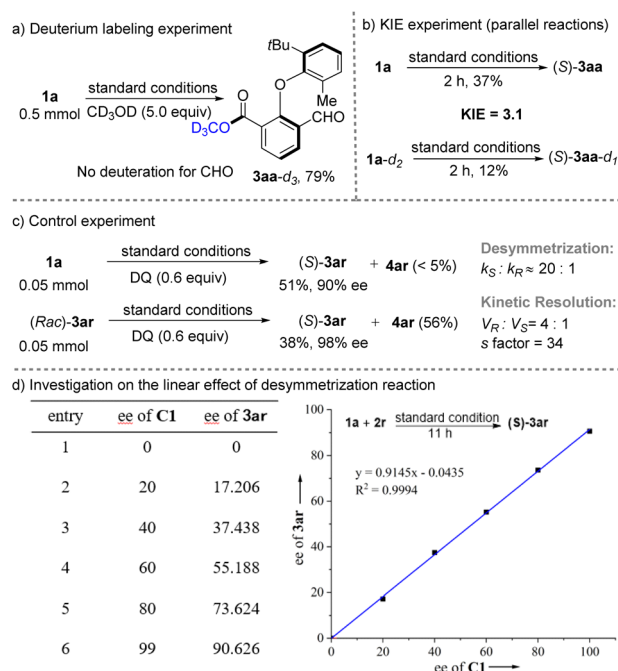 a) Deuterium labeling experiment
1a
0.5 mmol
standard conditions
CD3OD (5.0 equiv)
tBu
O
O
Me
D3CO
CHO
No deuteration for CHO
3aa-d3, 79%
b) KIE experiment (parallel reactions)
1a
standard conditions
2 h, 37%
(S)-3aa
KIE = 3.1
1a-d2
standard conditions
2 h, 12%
(S)-3aa-d1
c) Control experiment
1a
0.05 mmol
standard conditions
DQ (0.6 equiv)
(S)-3ar + 4ar (< 5%)
51%, 90% ee
Desymmetrization:
kS : kR ≈ 20 : 1
(Rac)-3ar
0.05 mmol
standard conditions
DQ (0.6 equiv)
(S)-3ar + 4ar (56%)
38%, 98% ee
Kinetic Resolution:
VR : VS= 4 : 1
s factor = 34
d) Investigation on the linear effect of desymmetrization reaction
entry ee of C1 ee of 3ar
1 0 0
2 20 17.206
3 40 37.438
4 60 55.188
5 80 73.624
6 99 90.626
1a + 2r
standard condition
11 h
(S)-3ar
y = 0.9145x - 0.0435
R2 = 0.9994
ee of 3ar
100
80
60
40
20
0
0 20 40 60 80 100
ee of C1